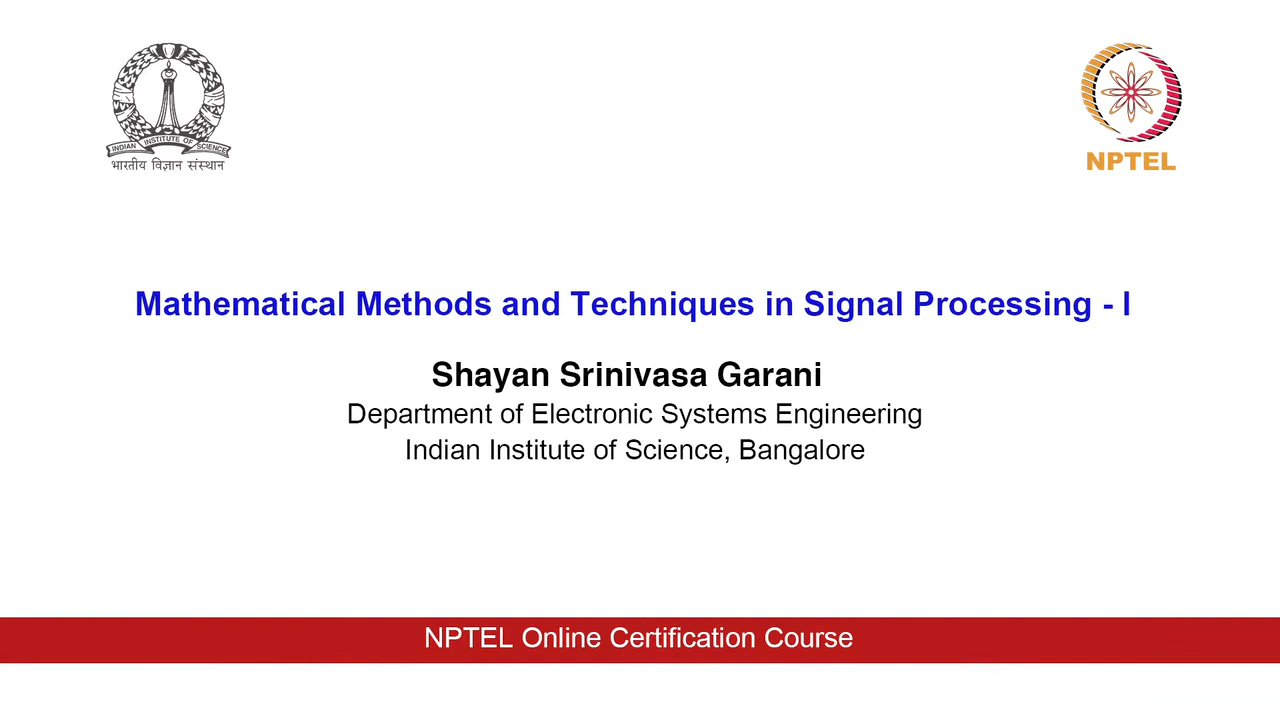 INDIAN INSTITUTE OF SCIENCE
भारतीय विज्ञान संस्थान
NPTEL
Mathematical Methods and Techniques in Signal Processing - I
Shayan Srinivasa Garani
Department of Electronic Systems Engineering
Indian Institute of Science, Bangalore
NPTEL Online Certification Course